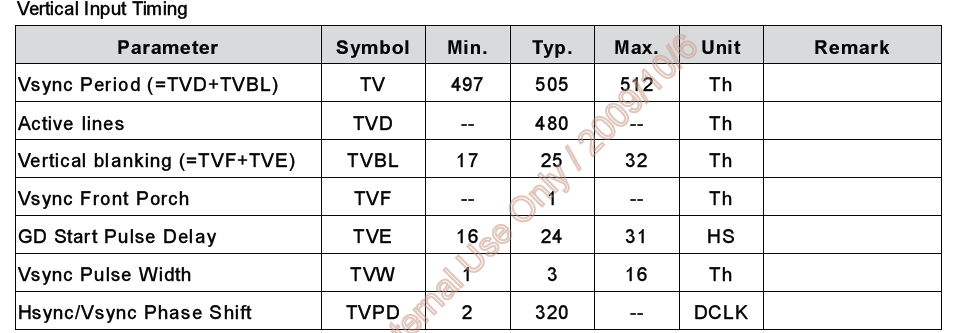 Vertical Input Timing
Parameter Symbol Min. Typ. Max. Unit Remark
Vsync Period (=TVD+TVBL) TV 497 505 512 Th
Active lines TVD -- 480 -- Th
Vertical blanking (=TVF+TVE) TVBL 17 25 32 Th
Vsync Front Porch TVF -- 1 -- Th
GD Start Pulse Delay TVE 16 24 31 HS
Vsync Pulse Width TVW 1 3 16 Th
Hsync/Vsync Phase Shift TVPD 2 320 -- DCLK
ternal Use Only / 2009/10/6